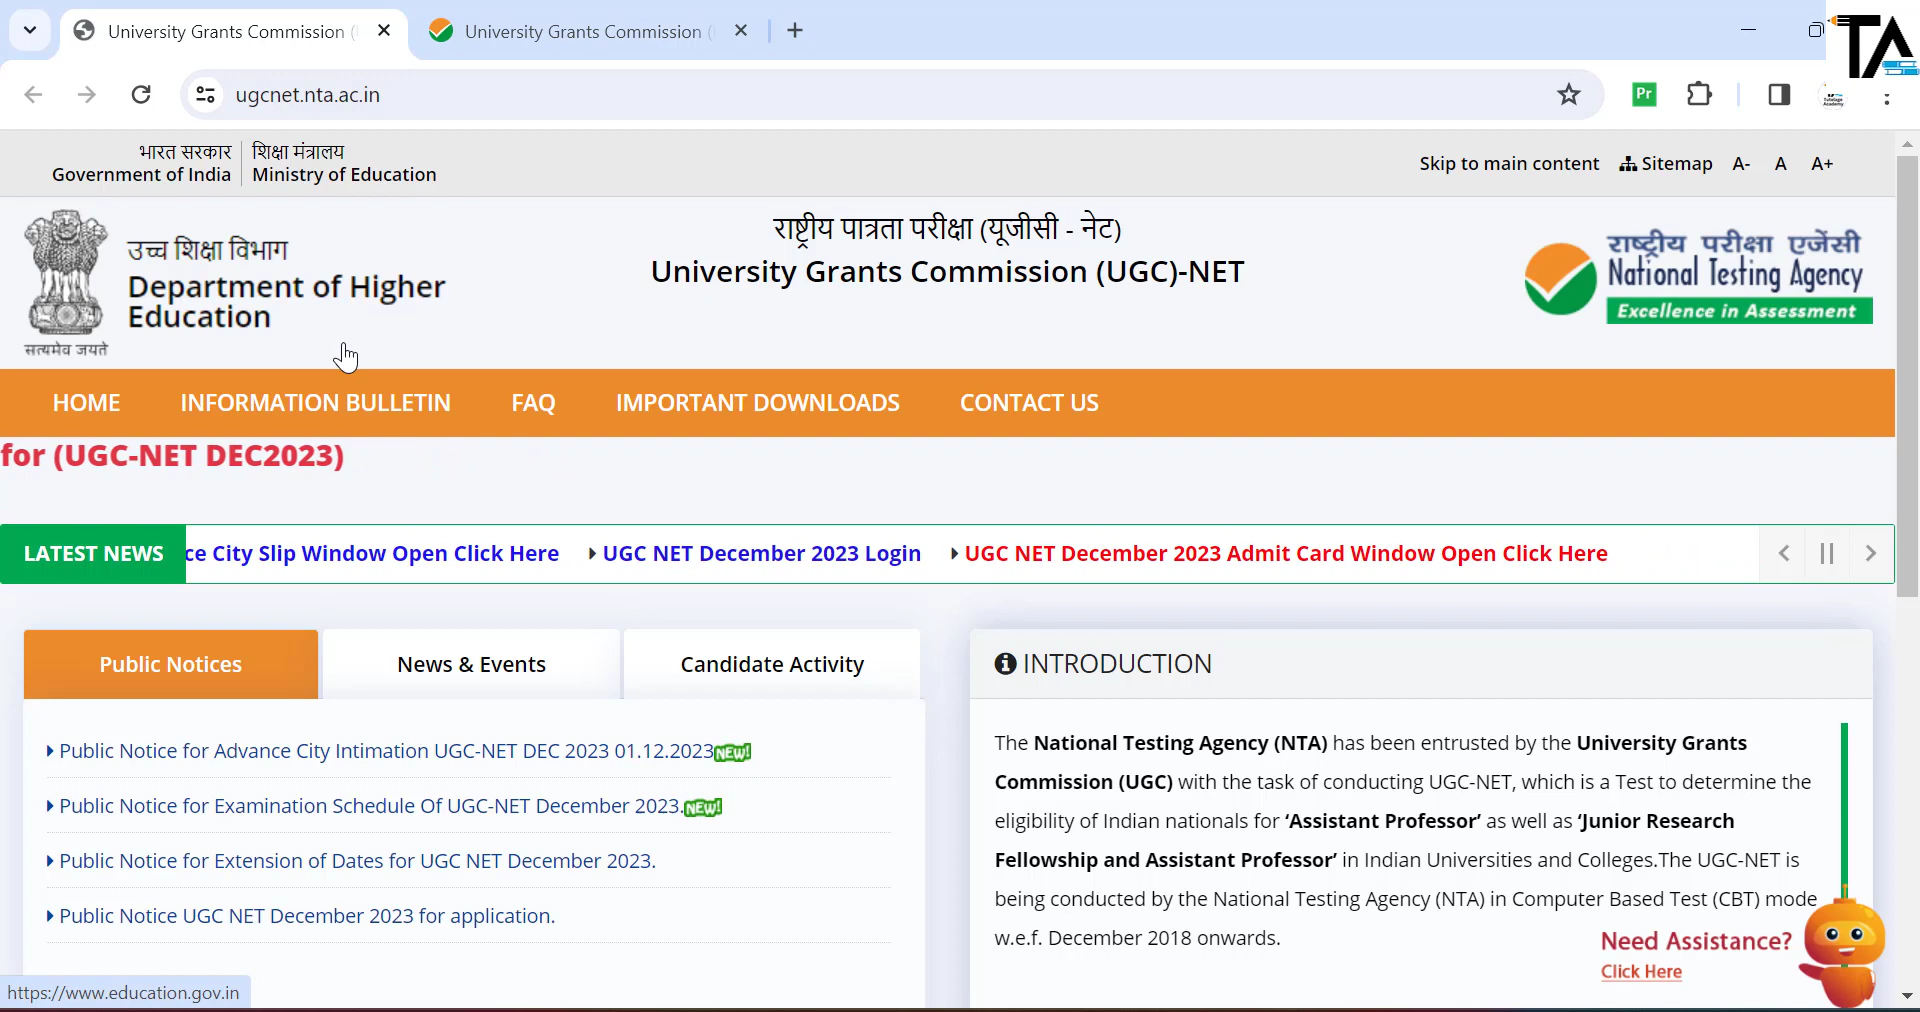 University Grants Commission (
University Grants Commission (
TA
ugcnet.nta.ac.in
Pr
भारत सरकार
शिक्षा मंत्रालय
Government of India
Ministry of Education
Skip to main content
Sitemap
A-
A
A+
सत्यमेव जयते
उच्च शिक्षा विभाग
Department of Higher
Education
राष्ट्रीय पात्रता परीक्षा (यूजीसी - नेट)
University Grants Commission (UGC)-NET
राष्ट्रीय परीक्षा एजेंसी
National Testing Agency
Excellence in Assessment
HOME
INFORMATION BULLETIN
FAQ
IMPORTANT DOWNLOADS
CONTACT US
for (UGC-NET DEC2023)
LATEST NEWS
ce City Slip Window Open Click Here
UGC NET December 2023 Login
UGC NET December 2023 Admit Card Window Open Click Here
Public Notices
News & Events
Candidate Activity
Public Notice for Advance City Intimation UGC-NET DEC 2023 01.12.2023
NEW!
Public Notice for Examination Schedule Of UGC-NET December 2023.
NEW!
Public Notice for Extension of Dates for UGC NET December 2023.
Public Notice UGC NET December 2023 for application.
INTRODUCTION
The National Testing Agency (NTA) has been entrusted by the University Grants
Commission (UGC) with the task of conducting UGC-NET, which is a Test to determine the
eligibility of Indian nationals for ‘Assistant Professor’ as well as ‘Junior Research
Fellowship and Assistant Professor’ in Indian Universities and Colleges.The UGC-NET is
being conducted by the National Testing Agency (NTA) in Computer Based Test (CBT) mode
w.e.f. December 2018 onwards.
Need Assistance?
Click Here
https://www.education.gov.in